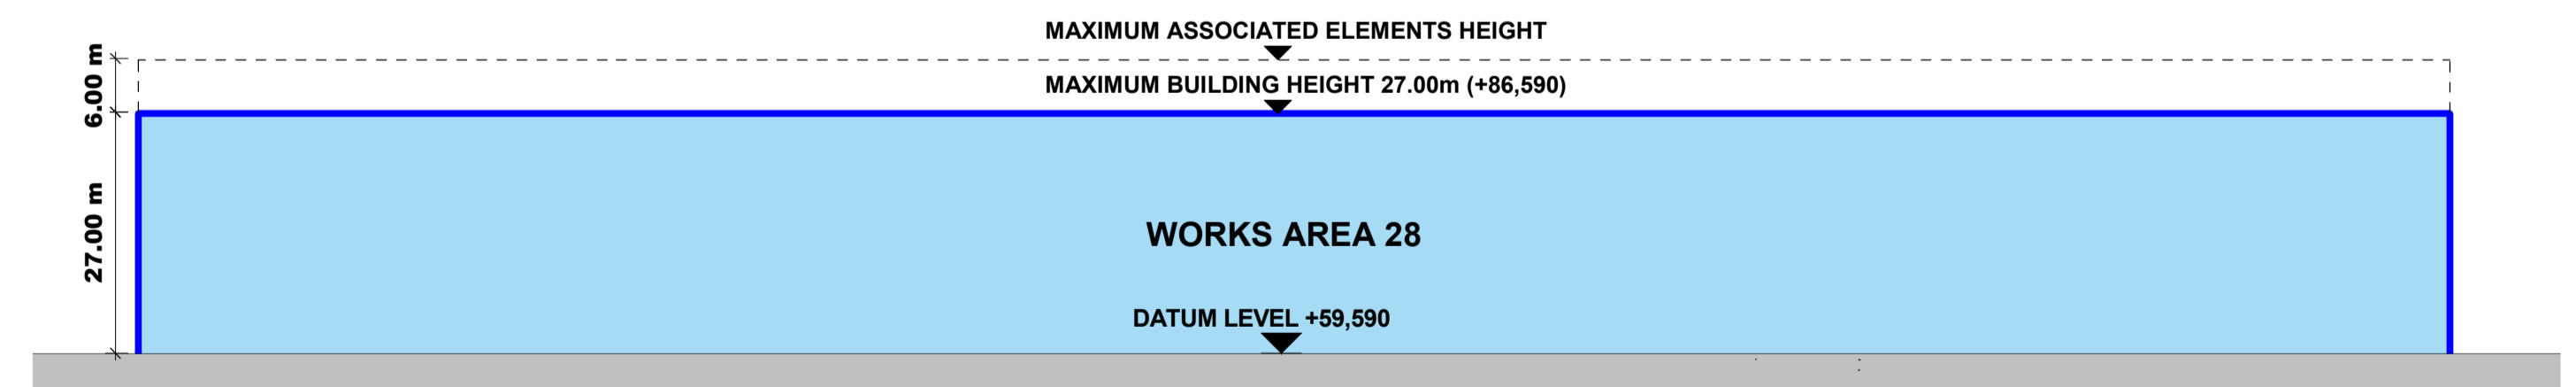 MAXIMUM ASSOCIATED ELEMENTS HEIGHT
6.00 m
MAXIMUM BUILDING HEIGHT 27.00m (+86,590)
27.00 m
WORKS AREA 28
DATUM LEVEL +59,590